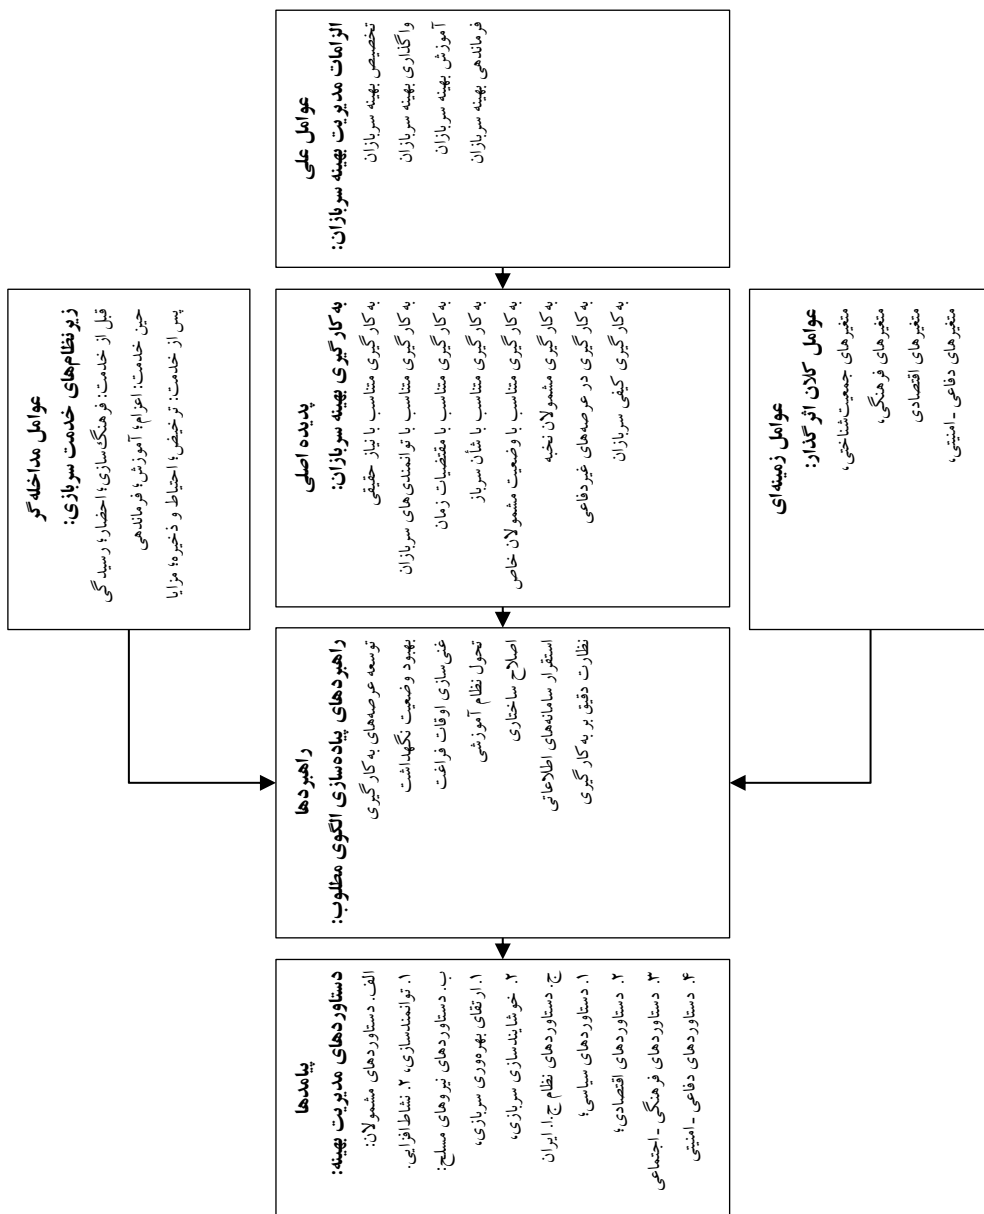 عوامل علی
الزامات مدیریت بهینه سربازان:
تخصیص بهینه سربازان
واگذاری بهینه سربازان
آموزش بهینه سربازان
فرماندهی بهینه سربازان
عوامل مداخله‌گر
زیرنظام‌های خدمت سربازی:
قبل از خدمت: فرهنگ‌سازی؛ احضار؛ رسیدگی
حین خدمت: اعزام؛ آموزش؛ فرماندهی
پس از خدمت: ترخیص؛ احتیاط و ذخیره؛ مزایا
پدیده اصلی
به کارگیری بهینه سربازان:
به کارگیری متناسب با نیاز حقیقی
به کارگیری متناسب با توانمندی‌های سربازان
به کارگیری متناسب با مقتضیات زمان
به کارگیری متناسب با شأن سرباز
به کارگیری متناسب با وضعیت مشمولان خاص
به کارگیری مشمولان نخبه
به کارگیری در عرصه‌های غیردفاعی
به کارگیری کیفی سربازان
عوامل زمینه‌ای
عوامل کلان اثرگذار:
متغیرهای جمعیت‌شناختی،
متغیرهای فرهنگی،
متغیرهای اقتصادی
متغیرهای دفاعی - امنیتی،
راهبردها
راهبردهای پیاده‌سازی الگوی مطلوب:
توسعه عرصه‌های به کارگیری
بهبود وضعیت نگهداشت
غنی‌سازی اوقات فراغت
تحول نظام آموزشی
اصلاح ساختاری
استقرار سامانه‌های اطلاعاتی
نظارت دقیق بر به کارگیری
پیامدها
دستاوردهای مدیریت بهینه:
الف. دستاوردهای مشمولان:
۱. توانمندسازی، ۲. نشاط‌افزایی.
ب. دستاوردهای نیروهای مسلح:
۱. ارتقای بهره‌وری سربازی،
۲. خوشایندسازی سربازی،
ج. دستاوردهای نظام ج.ا. ایران
۱. دستاوردهای سیاسی؛
۲. دستاوردهای اقتصادی؛
۳. دستاوردهای فرهنگی - اجتماعی
۴. دستاوردهای دفاعی - امنیتی